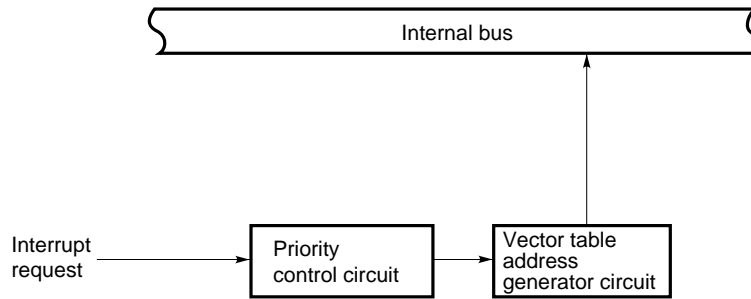 Internal bus
Interrupt
request
Priority
control circuit
Vector table
address
generator circuit